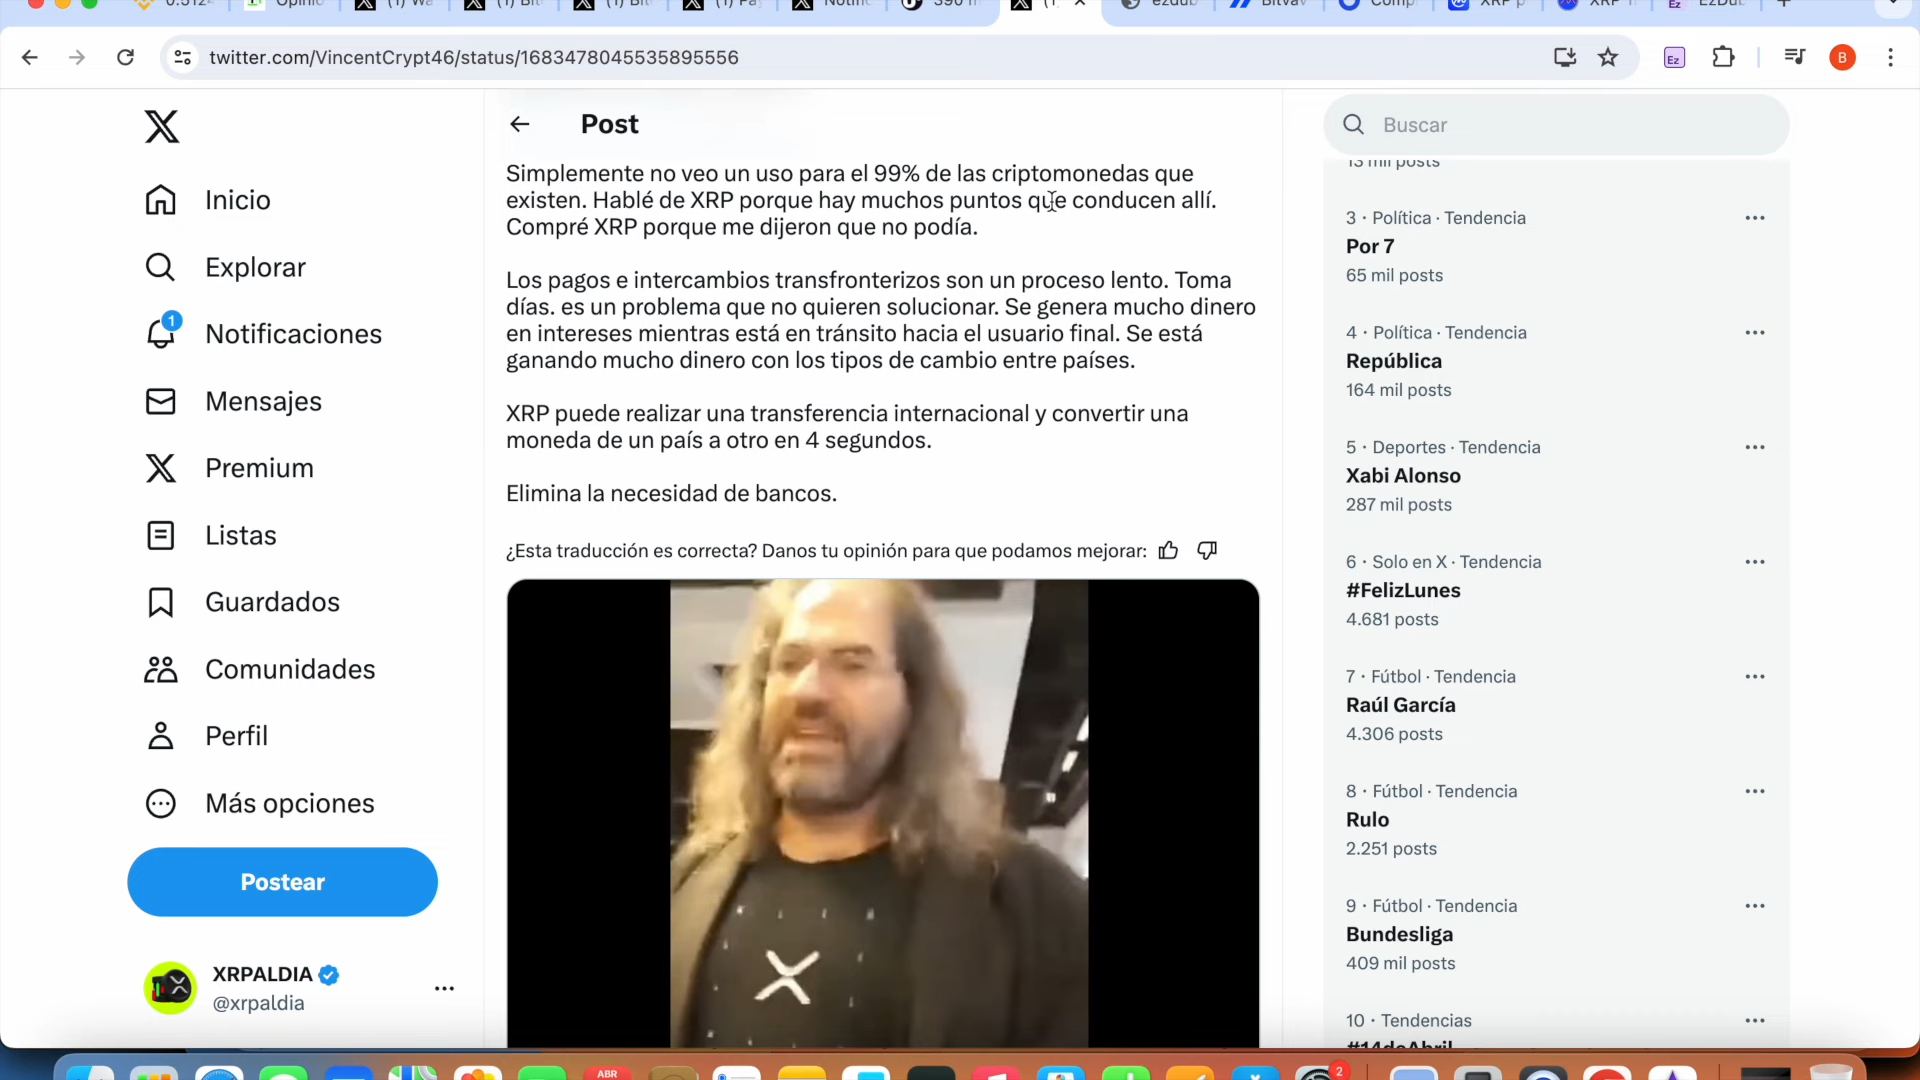 twitter.com/VincentCrypt46/status/1683478045535895556
Ez
B
Inicio
Explorar
1
Notificaciones
Mensajes
Premium
Listas
Guardados
Comunidades
Perfil
Más opciones
Postear
XRPALDIA
@xrpaldia
Post
Simplemente no veo un uso para el 99% de las criptomonedas que
existen. Hablé de XRP porque hay muchos puntos que conducen allí.
Compré XRP porque me dijeron que no podía.
Los pagos e intercambios transfronterizos son un proceso lento. Toma
días. es un problema que no quieren solucionar. Se genera mucho dinero
en intereses mientras está en tránsito hacia el usuario final. Se está
ganando mucho dinero con los tipos de cambio entre países.
XRP puede realizar una transferencia internacional y convertir una
moneda de un país a otro en 4 segundos.
Elimina la necesidad de bancos.
¿Esta traducción es correcta? Danos tu opinión para que podamos mejorar:
Buscar
13 mil posts
3 · Política · Tendencia
Por 7
65 mil posts
4 · Política · Tendencia
República
164 mil posts
5 · Deportes · Tendencia
Xabi Alonso
287 mil posts
6 · Solo en X · Tendencia
#FelizLunes
4.681 posts
7 · Fútbol · Tendencia
Raúl García
4.306 posts
8 · Fútbol · Tendencia
Rulo
2.251 posts
9 · Fútbol · Tendencia
Bundesliga
409 mil posts
10 · Tendencias
#14deAbril
ABR
2